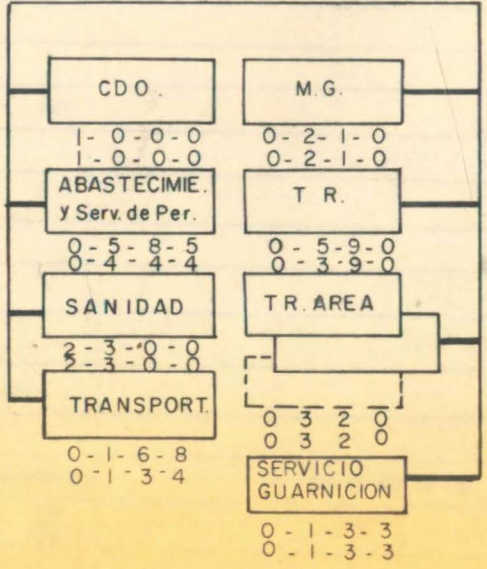 CDO.
1-0-0-0
1-0-0-0
ABASTECIMIE.
y Serv. de Per.
0-5-8-5
0-4-4-4
SANIDAD
2-3-0-0
2-3-0-0
TRANSPORT.
0-1-6-8
0-1-3-4
M.G.
0-2-1-0
0-2-1-0
T R.
0-5-9-0
0-3-9-0
TR. AREA
0 3 2 0
0 3 2 0
SERVICIO
GUARNICION
0-1-3-3
0-1-3-3